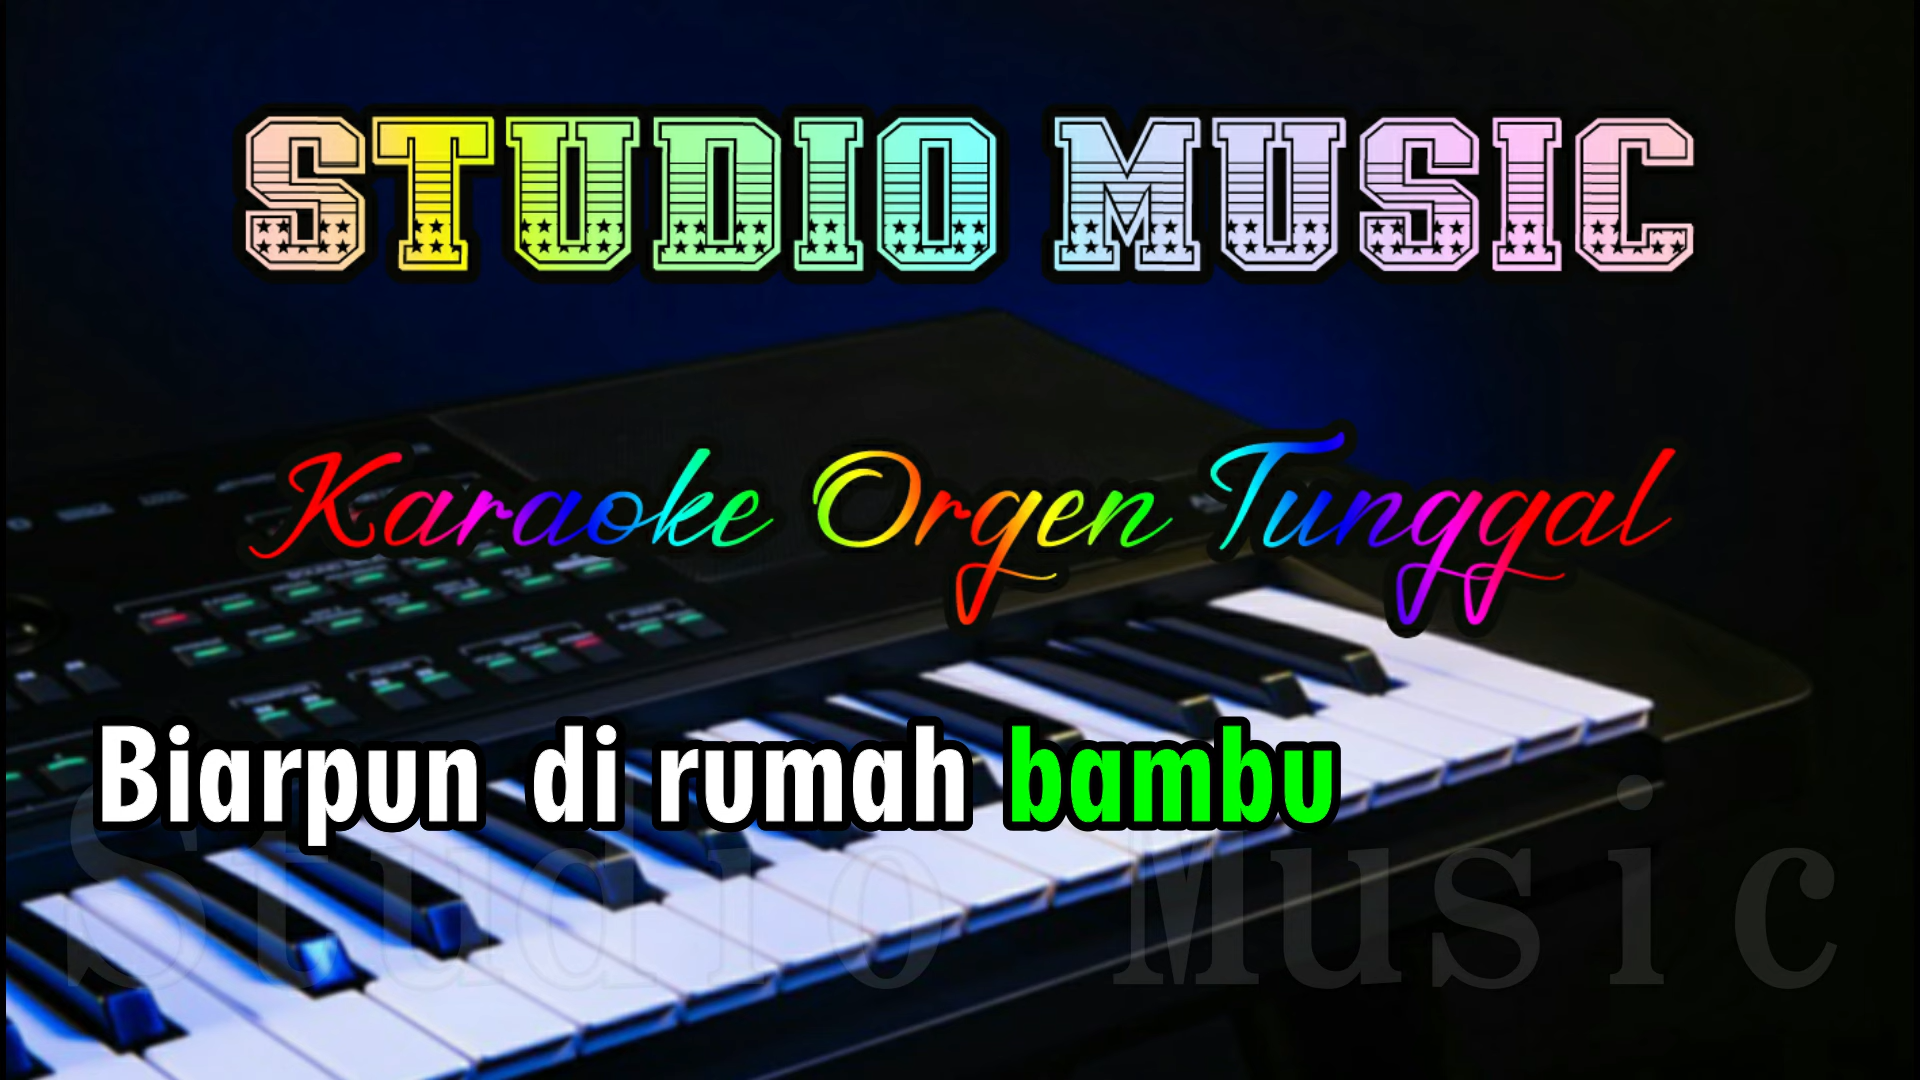 STUDIO MUSIC
Karaoke Orgen Tunggal
Biarpun di rumah bambu
Studio Music